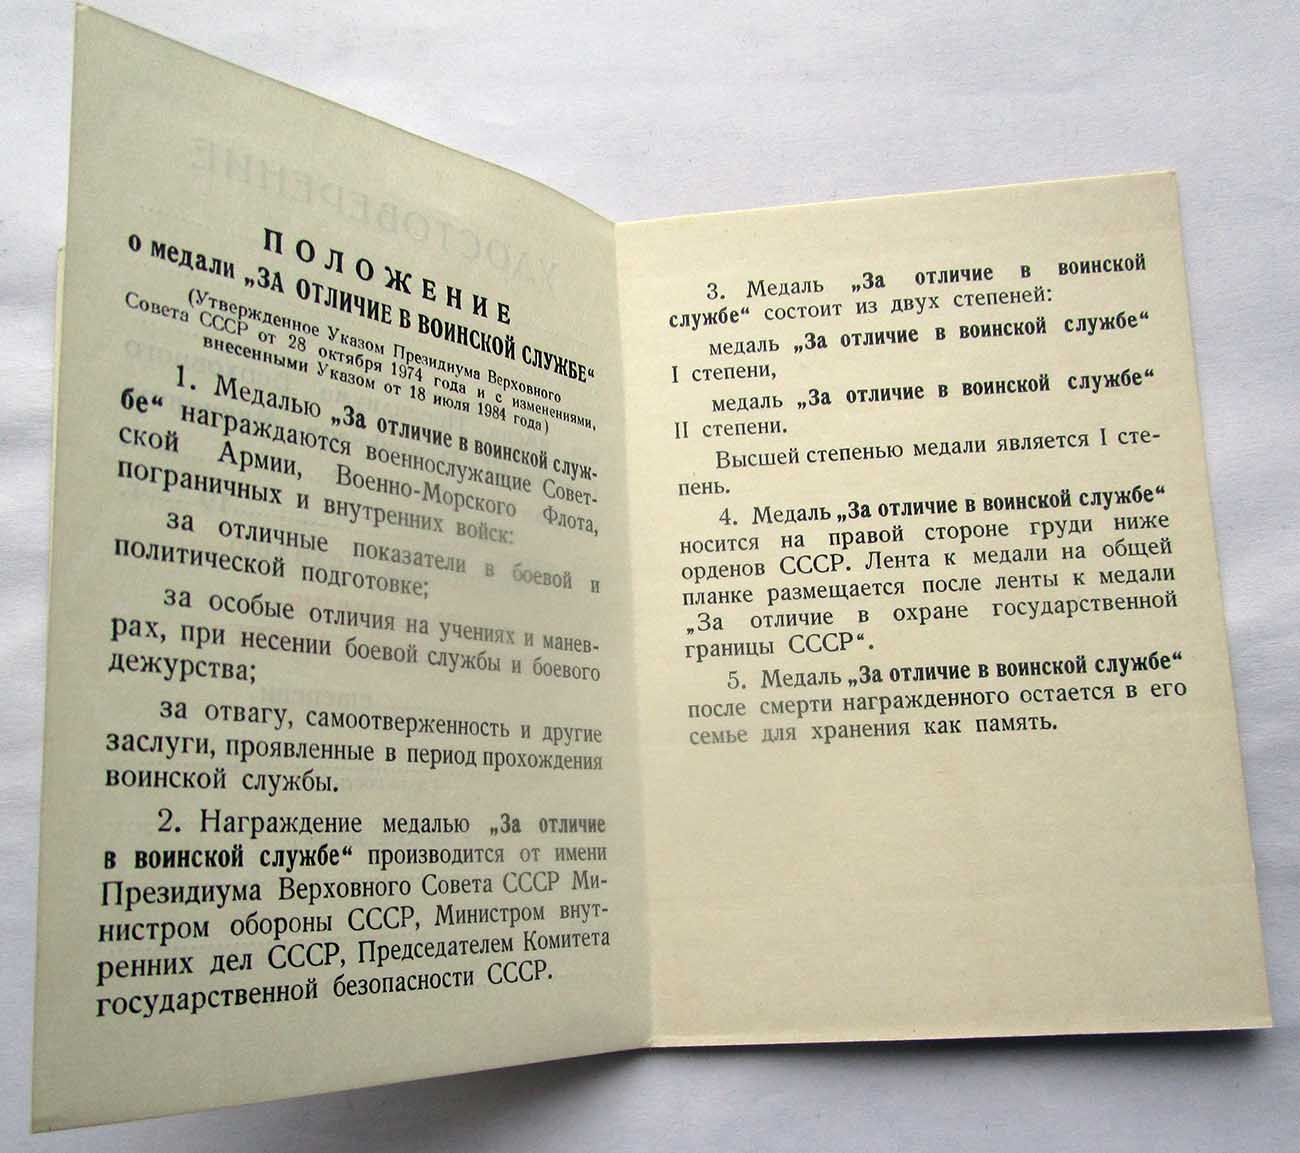 ПОЛОЖЕНИЕ
о медали „ЗА ОТЛИЧИЕ В ВОИНСКОЙ СЛУЖБЕ“
(Утвержденное Указом Президиума Верховного
Совета СССР от 28 октября 1974 года и с изменениями,
внесенными Указом от 18 июля 1984 года)
1. Медалью „За отличие в воинской служ-
бе“ награждаются военнослужащие Совет-
ской Армии, Военно-Морского Флота,
пограничных и внутренних войск:
за отличные показатели в боевой и
политической подготовке;
за особые отличия на учениях и манев-
рах, при несении боевой службы и боевого
дежурства;
за отвагу, самоотверженность и другие
заслуги, проявленные в период прохождения
воинской службы.
2. Награждение медалью „За отличие
в воинской службе“ производится от имени
Президиума Верховного Совета СССР Ми-
нистром обороны СССР, Министром внут-
ренних дел СССР, Председателем Комитета
государственной безопасности СССР.
3. Медаль „За отличие в воинской
службе“ состоит из двух степеней:
медаль „За отличие в воинской службе“
I степени,
медаль „За отличие в воинской службе“
II степени.
Высшей степенью медали является I сте-
пень.
4. Медаль „За отличие в воинской службе“
носится на правой стороне груди ниже
орденов СССР. Лента к медали на общей
планке размещается после ленты к медали
„За отличие в охране государственной
границы СССР“.
5. Медаль „За отличие в воинской службе“
после смерти награжденного остается в его
семье для хранения как память.